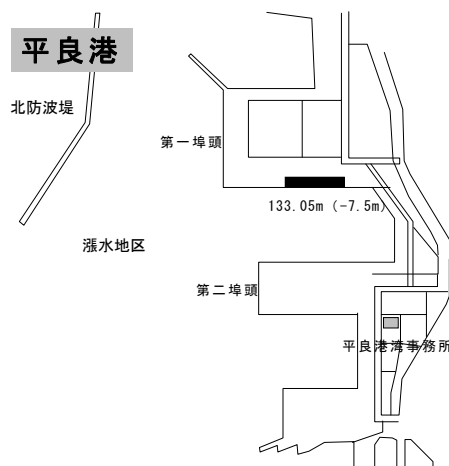 平良港
北防波堤
第一埠頭
133.05m (-7.5m)
漲水地区
第二埠頭
平良港湾事務所